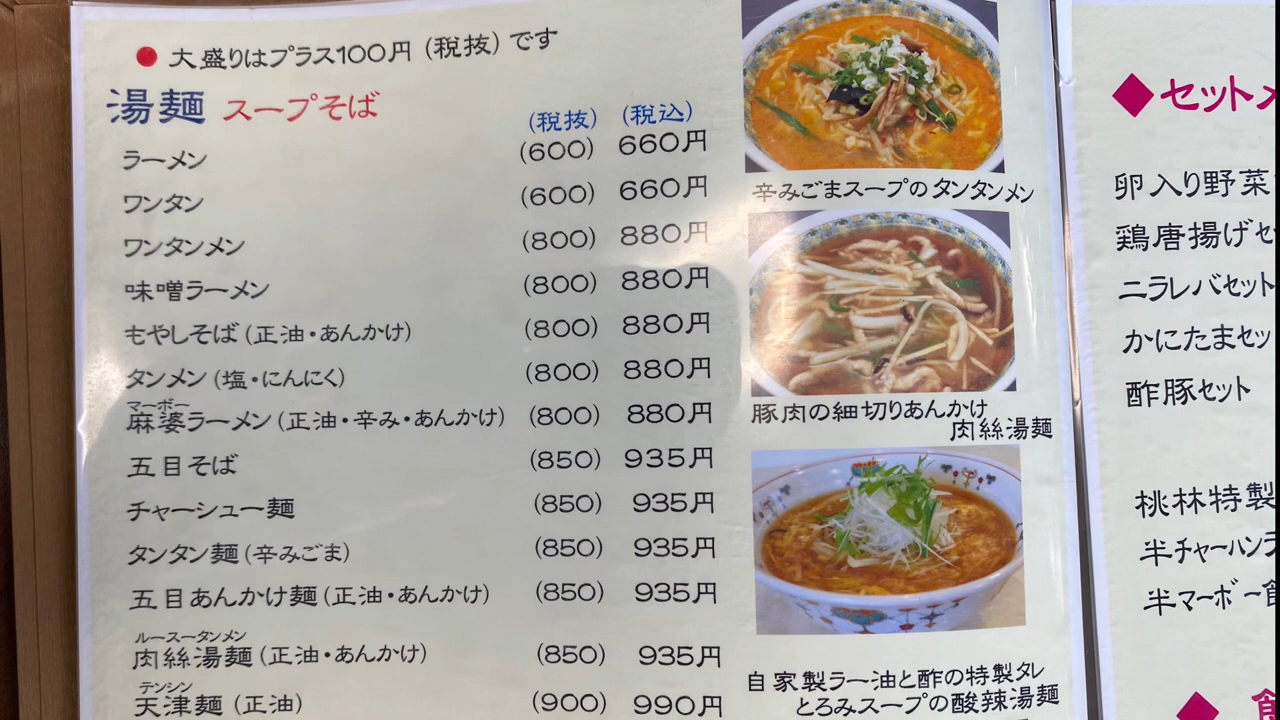 ● 大盛りはプラス100円 (税抜) です
湯麺 スープそば
(税抜) (税込)
ラーメン (600) 660円
ワンタン (600) 660円
ワンタンメン (800) 880円
味噌ラーメン (800) 880円
もやしそば (正油・あんかけ) (800) 880円
タンメン (塩・にんにく) (800) 880円
マーボー
麻婆ラーメン (正油・辛み・あんかけ) (800) 880円
五目そば (850) 935円
チャーシュー麺 (850) 935円
タンタン麺 (辛みごま) (850) 935円
五目あんかけ麺 (正油・あんかけ) (850) 935円
ルースータンメン
肉絲湯麺 (正油・あんかけ) (850) 935円
テンシン
天津麺 (正油) (900) 990円
辛みごまスープのタンタンメン
豚肉の細切りあんかけ
肉絲湯麺
自家製ラー油と酢の特製タレ
とろみスープの酸辣湯麺
◆セットメ
卵入り野菜
鶏唐揚げセ
ニラレバセット
かにたまセッ
酢豚セット
桃林特製
半チャーハンラ
半マーボー食
◆